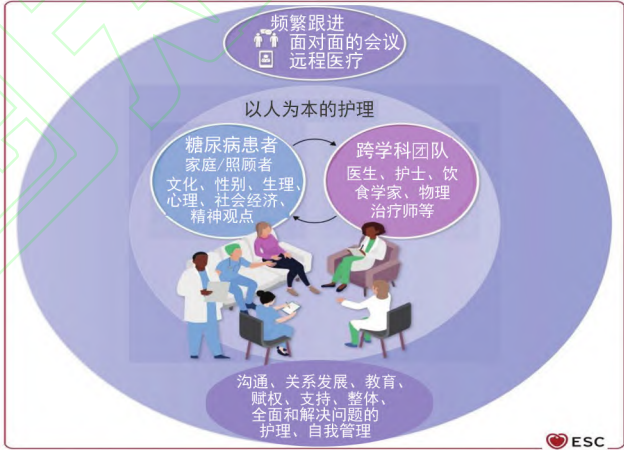 频繁跟进
面对面的会议
远程医疗
以人为本的护理
糖尿病患者
家庭/照顾者
文化、性别、生理、
心理、社会经济、
精神观点
跨学科团队
医生、护士、饮
食学家、物理
治疗师等
沟通、关系发展、教育、
赋权、支持、整体、
全面和解决问题的
护理、自我管理
ESC